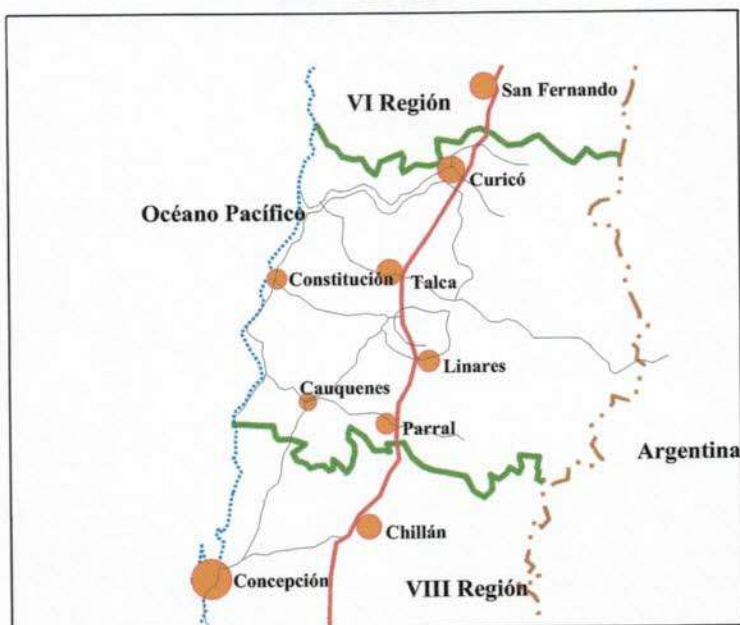 San Fernando
VI Región
Curicó
Océano Pacífico
Constitución
Talca
Linares
Cauquenes
Parral
Argentina
Chillán
Concepción
VIII Región